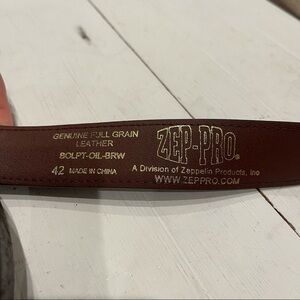 GENUINE FULL GRAIN
LEATHER
BOLPT-OIL-BRW
42 MADE IN CHINA
ZEP-PRO®
A Division of Zeppelin Products, Inc
WWW.ZEPPRO.COM